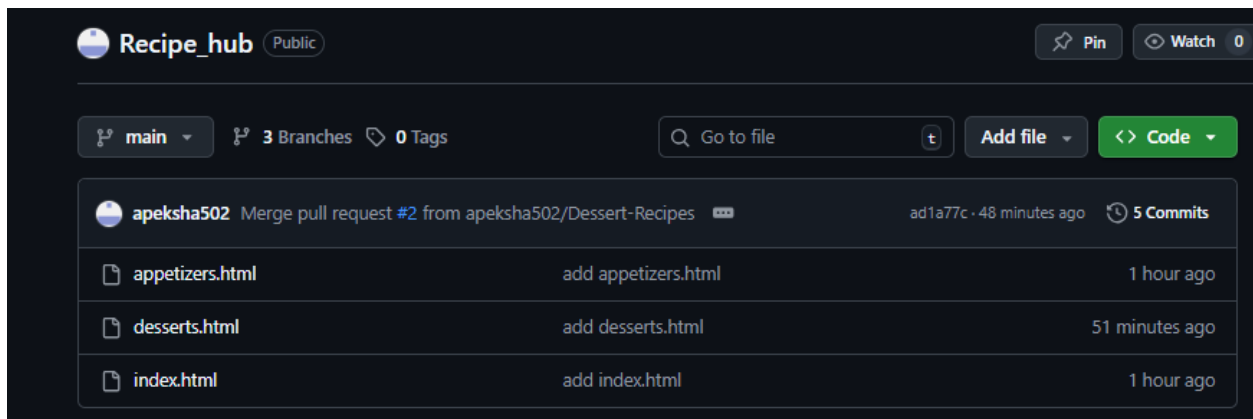 Recipe_hub Public Pin Watch 0
main 3 Branches 0 Tags Go to file t Add file <> Code
apeksha502 Merge pull request #2 from apeksha502/Dessert-Recipes ad1a77c · 48 minutes ago 5 Commits
appetizers.html add appetizers.html 1 hour ago
desserts.html add desserts.html 51 minutes ago
index.html add index.html 1 hour ago